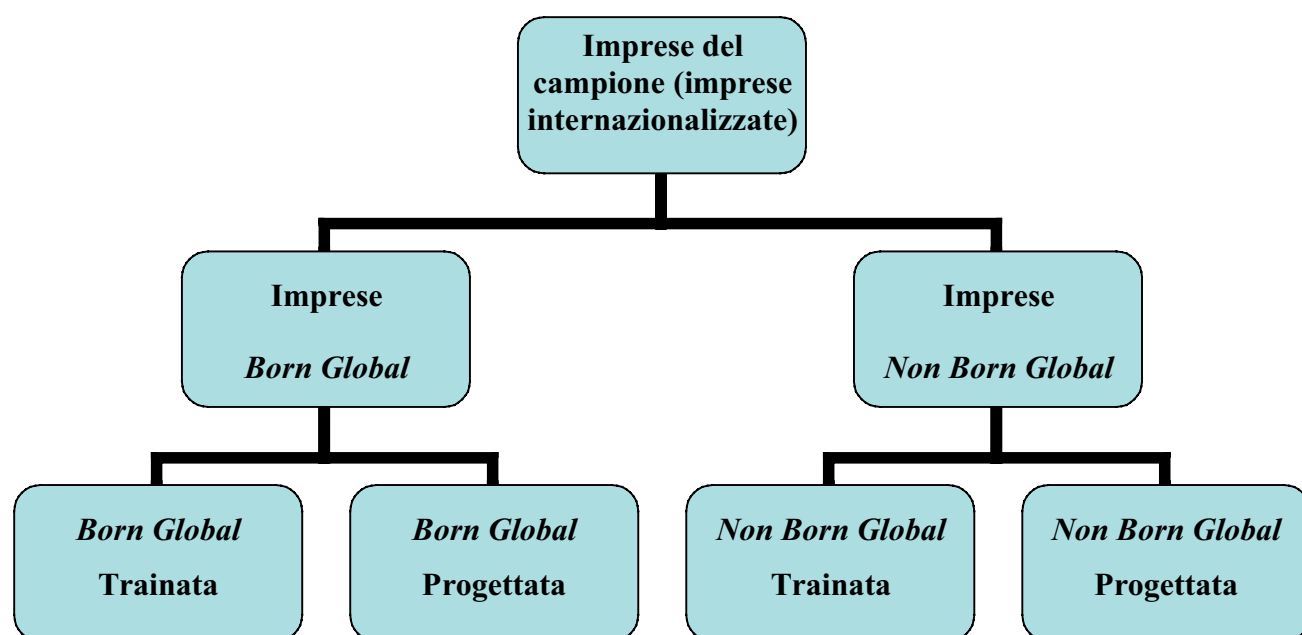 Imprese del
campione (imprese
internazionalizzate)
Imprese
Born Global
Imprese
Non Born Global
Born Global
Trainata
Born Global
Progettata
Non Born Global
Trainata
Non Born Global
Progettata